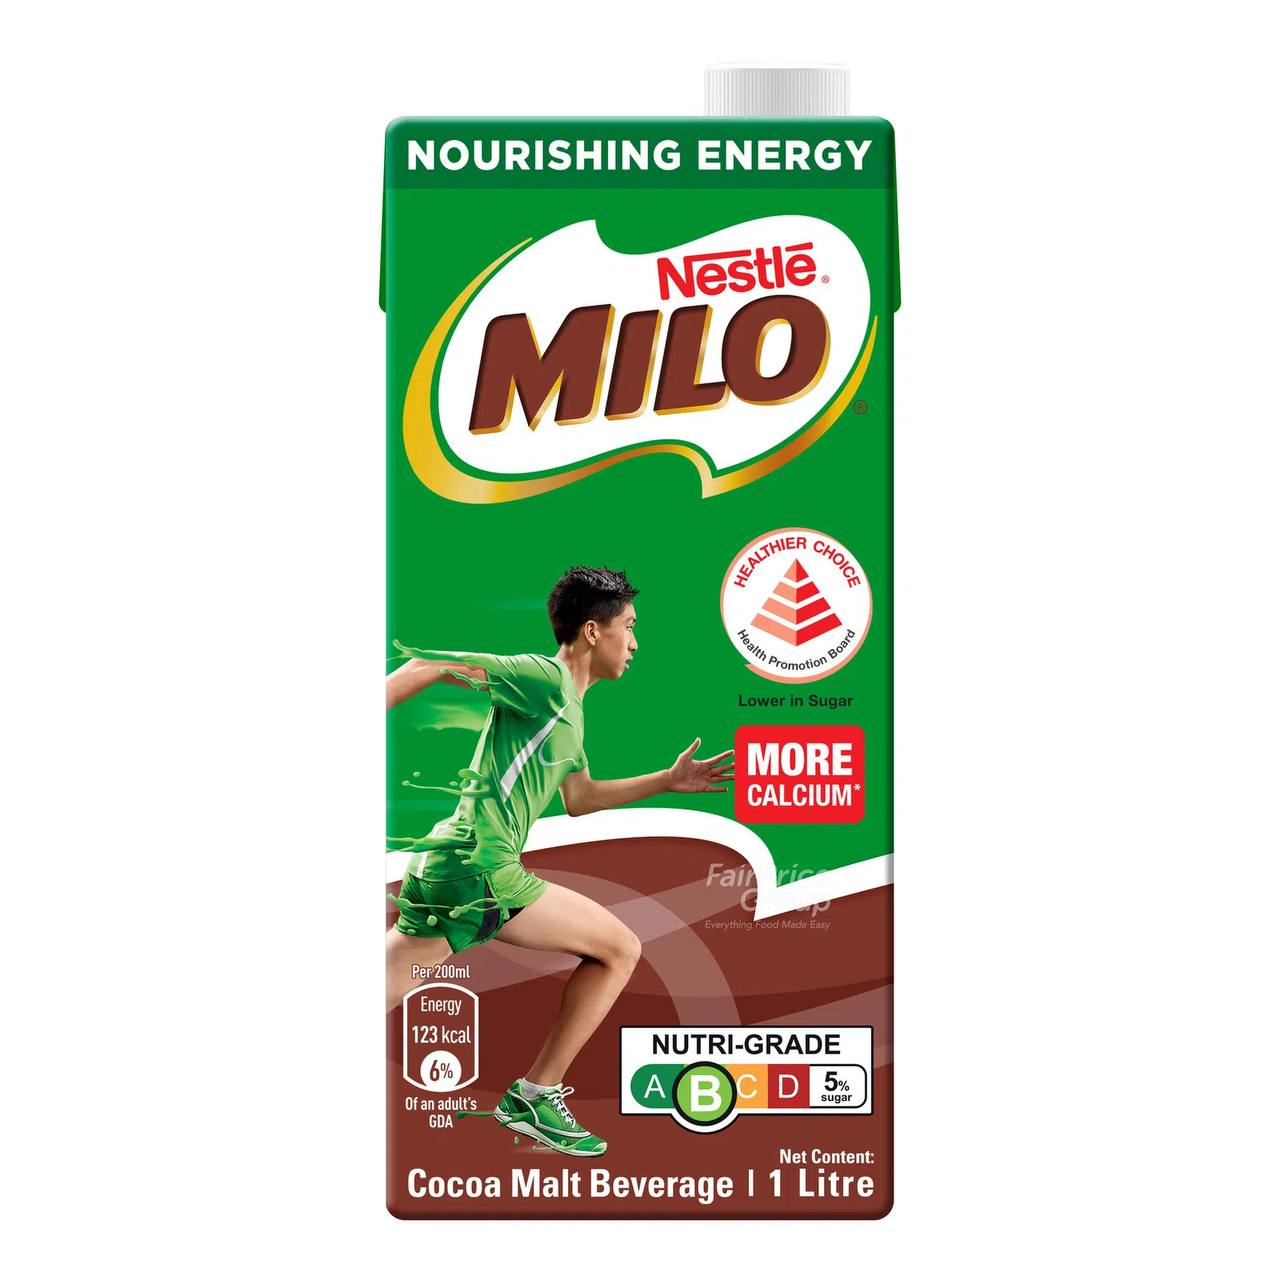 NOURISHING ENERGY
Nestlé®
MILO®
HEALTHIER CHOICE
Health Promotion Board
Lower in Sugar
MORE
CALCIUM*
FairPrice
Group
Everything Food Made Easy
Per 200ml
Energy
123 kcal
6%
Of an adult's
GDA
NUTRI-GRADE
A B C D 5% sugar
Net Content:
Cocoa Malt Beverage | 1 Litre